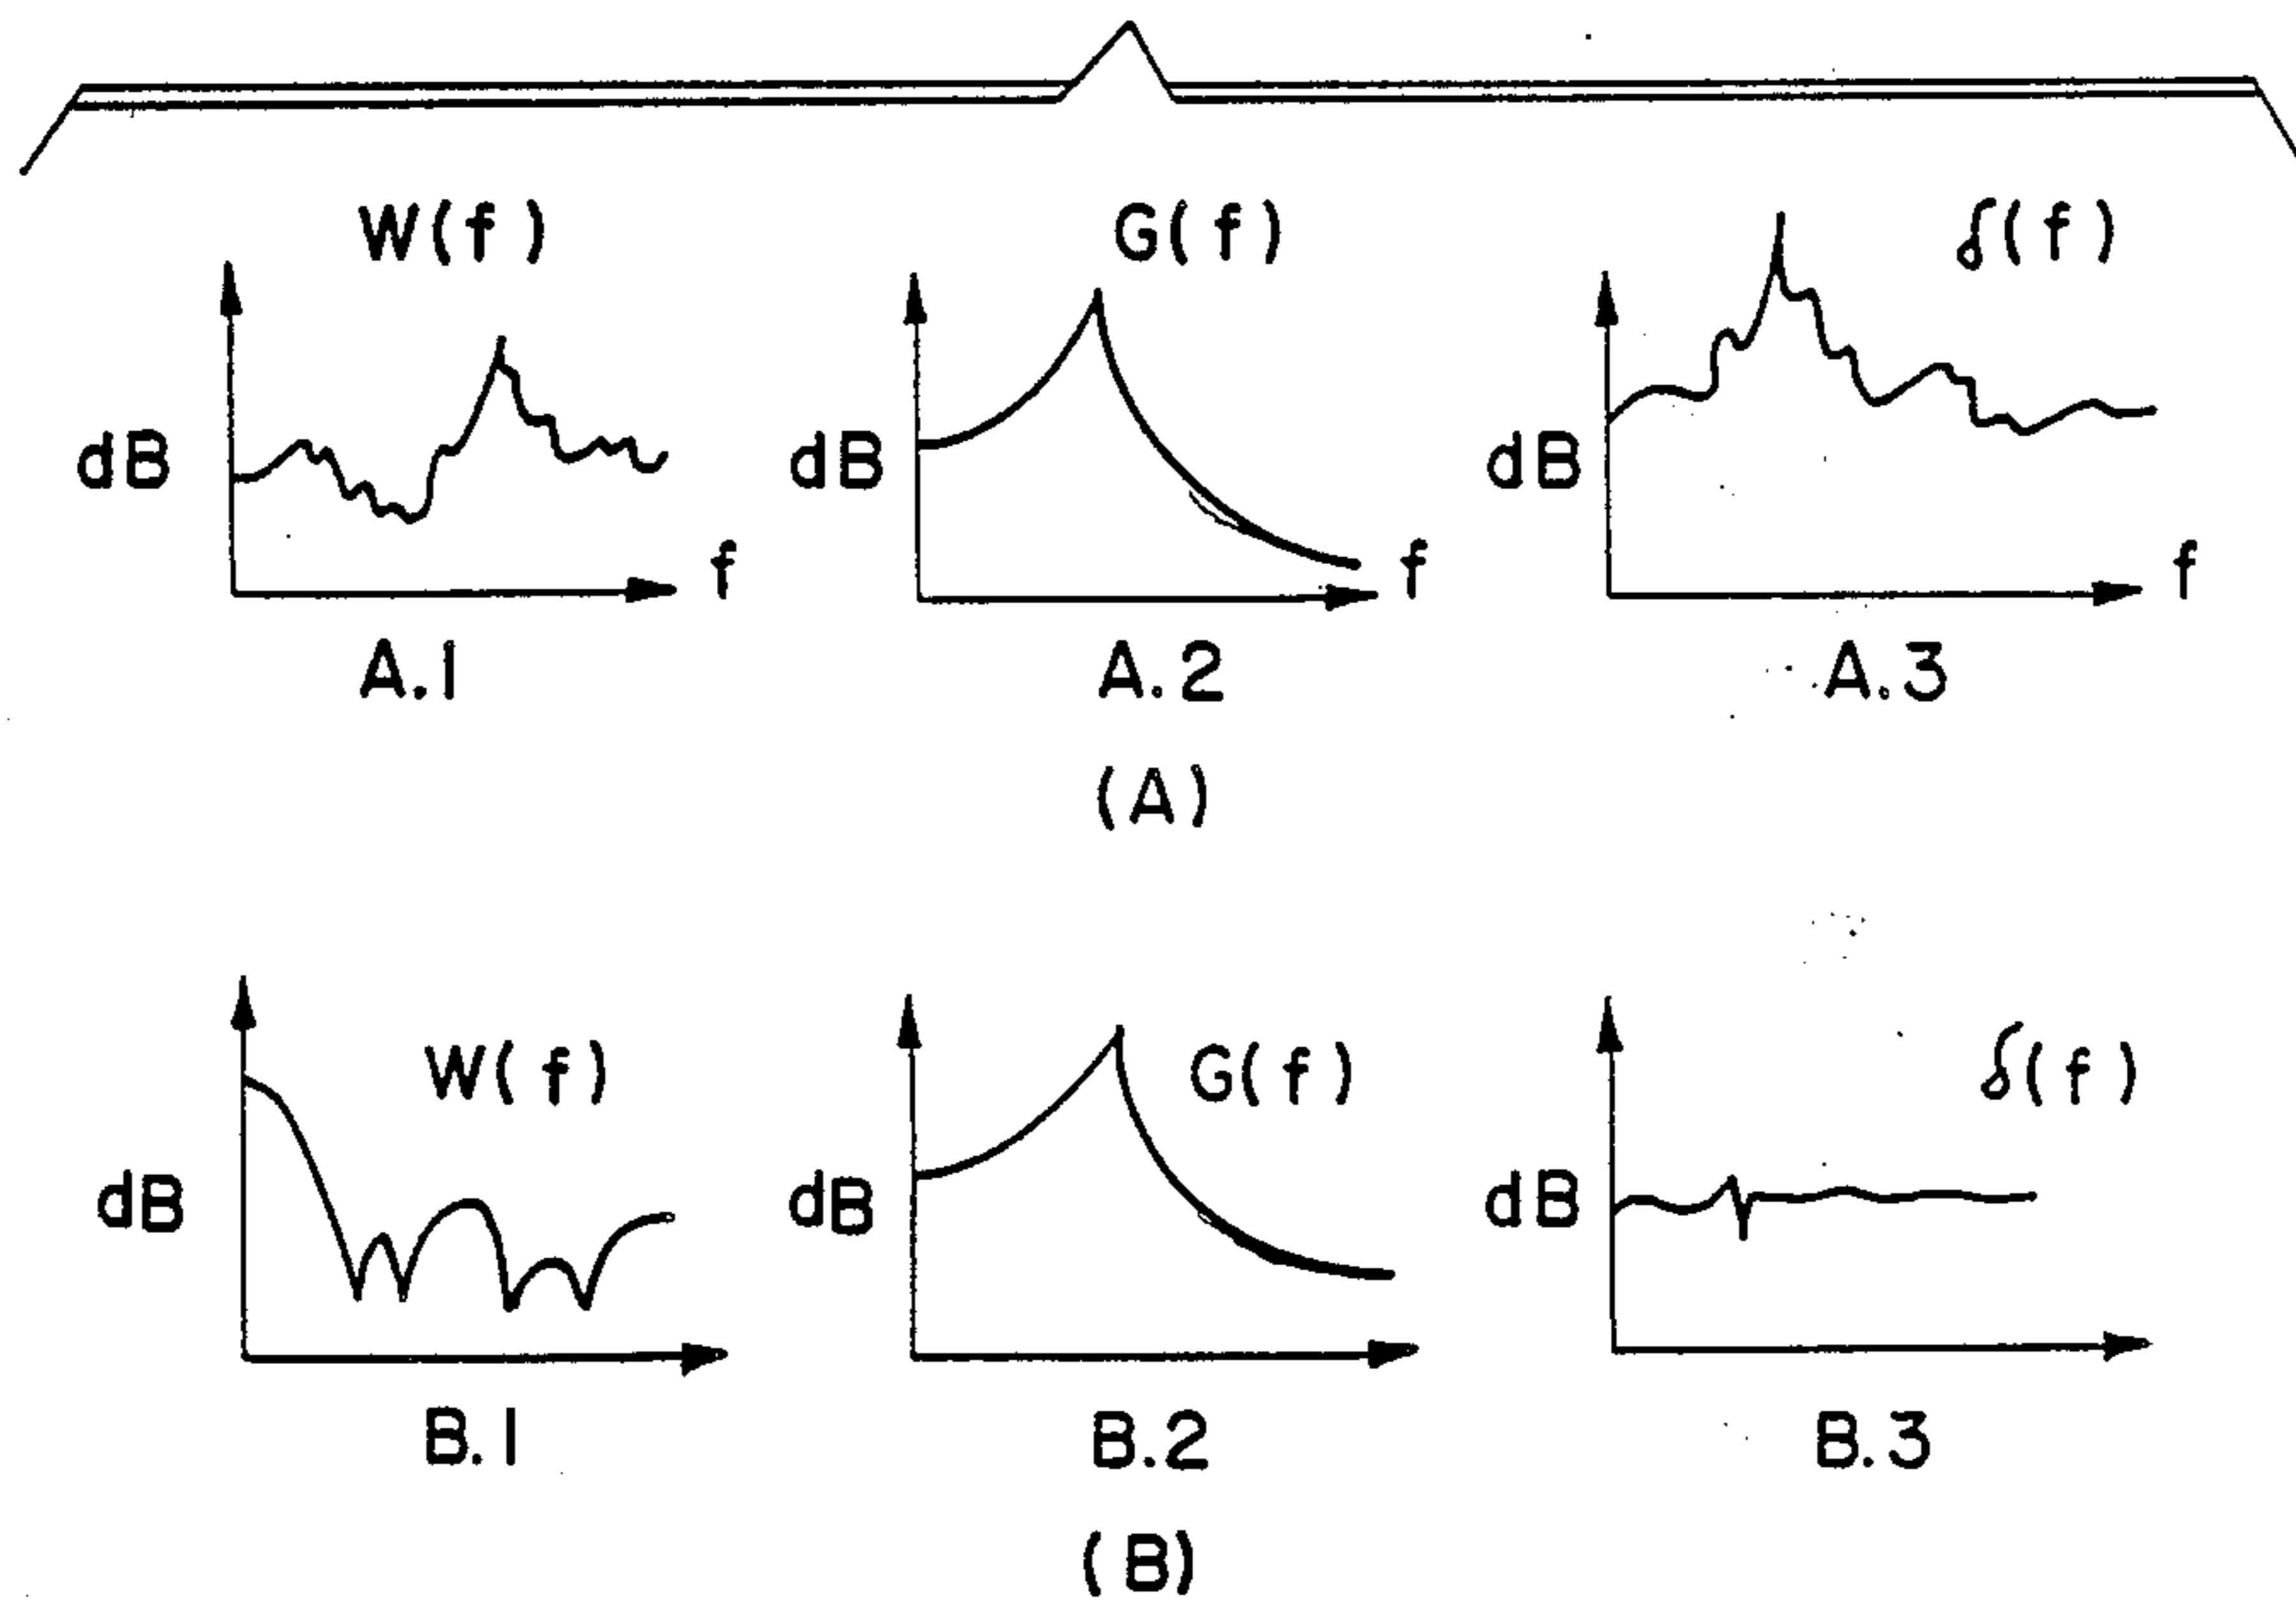 W(f) G(f) δ(f)
dB dB dB
f f f
A.1 A.2 A.3
(A)
W(f) G(f) δ(f)
dB dB dB
B.1 B.2 B.3
(B)